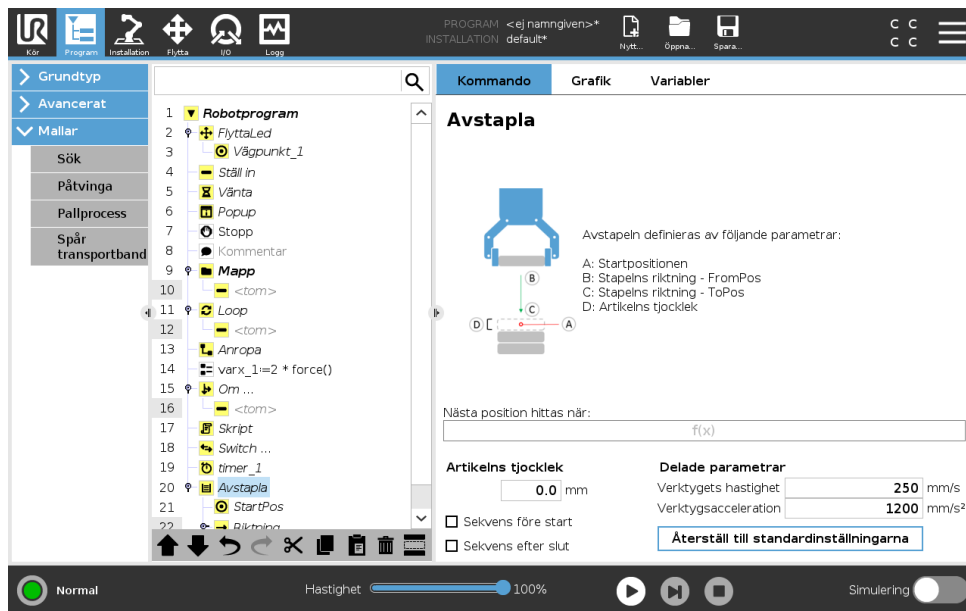 UR
Kör
Program
Installation
Flytta
I/O
Logg
PROGRAM <ej namngiven>*
INSTALLATION default*
Nytt...
Öppna...
Spara...
C C
C C
Grundtyp
Avancerat
Mallar
Sök
Påtvinga
Pallprocess
Spår
transportband
1 Robotprogram
2 FlyttaLed
3 Vägpunkt_1
4 Ställ in
5 Vänta
6 Popup
7 Stopp
8 Kommentar
9 Mapp
10 <tom>
11 Loop
12 <tom>
13 Anropa
14 varx_1:=2 * force()
15 Om ...
16 <tom>
17 Skript
18 Switch ...
19 timer_1
20 Avstapla
21 StartPos
22 Riktning
Kommando
Grafik
Variabler
Avstapla
B
C
D
A
Avstapeln definieras av följande parametrar:
A: Startpositionen
B: Stapelns riktning - FromPos
C: Stapelns riktning - ToPos
D: Artikelns tjocklek
Nästa position hittas när:
f(x)
Artikelns tjocklek
0.0 mm
Sekvens före start
Sekvens efter slut
Delade parametrar
Verktygets hastighet 250 mm/s
Verktygsacceleration 1200 mm/s²
Återställ till standardinställningarna
Normal
Hastighet
100%
Simulering